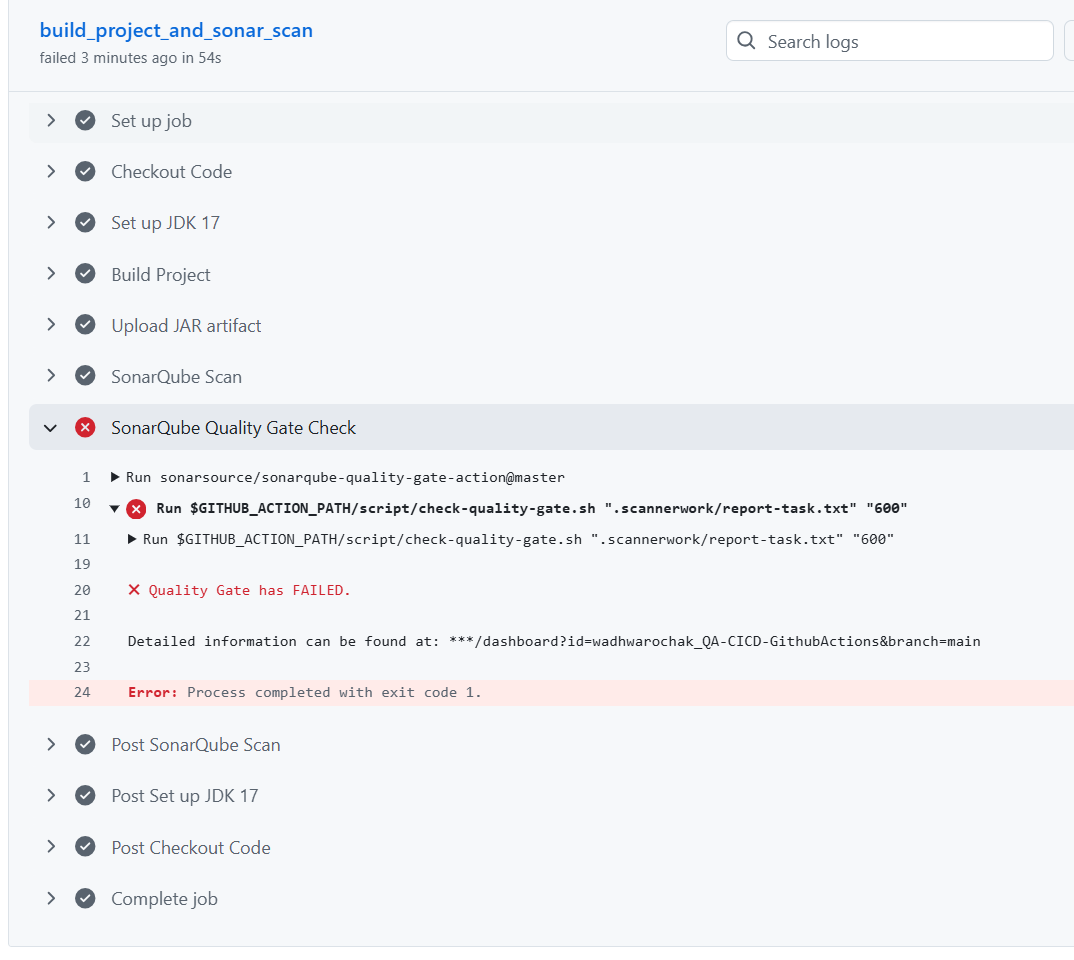 build_project_and_sonar_scan
failed 3 minutes ago in 54s
Search logs
Set up job
Checkout Code
Set up JDK 17
Build Project
Upload JAR artifact
SonarQube Scan
SonarQube Quality Gate Check
1 Run sonarsource/sonarqube-quality-gate-action@master
10 Run $GITHUB_ACTION_PATH/script/check-quality-gate.sh ".scannerwork/report-task.txt" "600"
11 Run $GITHUB_ACTION_PATH/script/check-quality-gate.sh ".scannerwork/report-task.txt" "600"
19
20 ✕ Quality Gate has FAILED.
21
22 Detailed information can be found at: ***/dashboard?id=wadhwarochak_QA-CICD-GithubActions&branch=main
23
24 Error: Process completed with exit code 1.
Post SonarQube Scan
Post Set up JDK 17
Post Checkout Code
Complete job